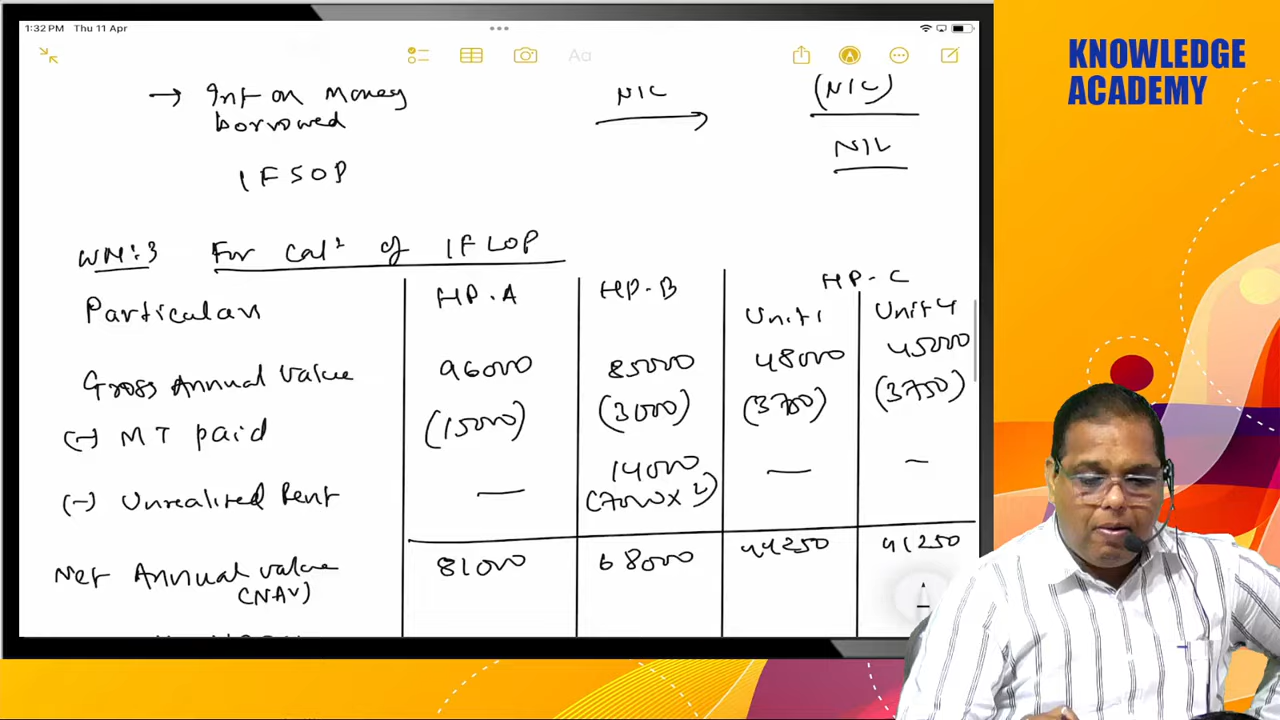 1:32 PM Thu 11 Apr
Aa
KNOWLEDGE
ACADEMY
→ Int on Money NIL (NIL)
borrowed
NIL
IFSOP
WN:3 For Calⁿ of IFLOP
HP-C
Particulars HP.A HP-B Unit 1 Unit 4
Gross Annual Value 96000 85000 48000 45000
(-) MT paid (15000) (3000) (3750) (3750)
(-) Unrealised Rent — 14000 — —
(7000x2)
Net Annual Value 81000 68000 44250 41250
(NAV)